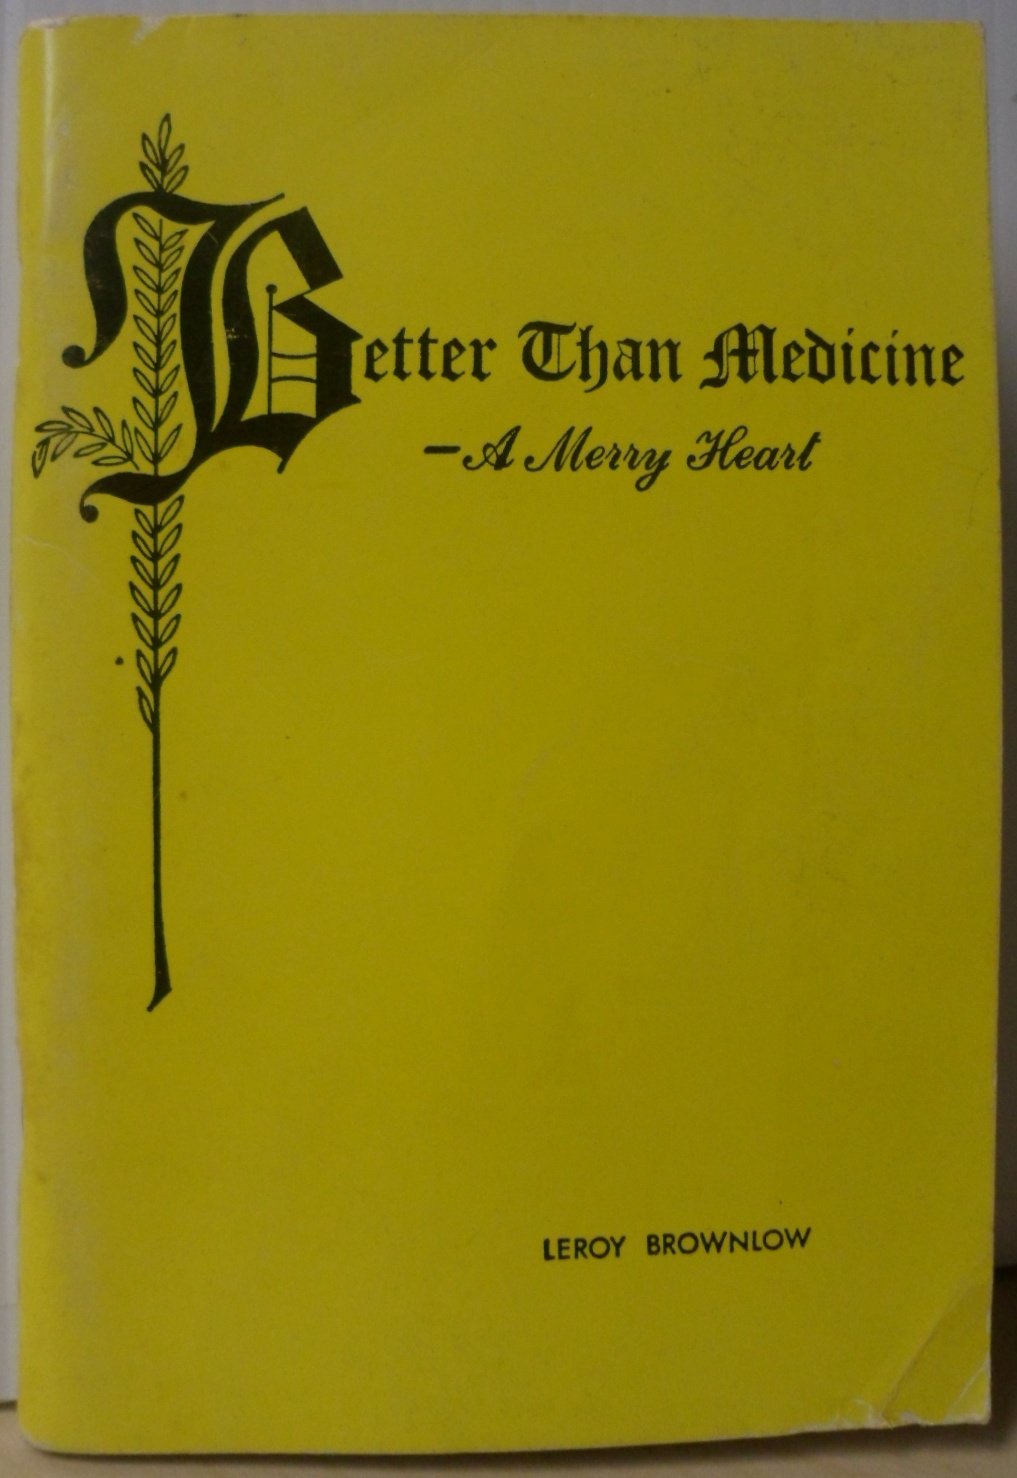 Better Than Medicine
–A Merry Heart
LEROY BROWNLOW